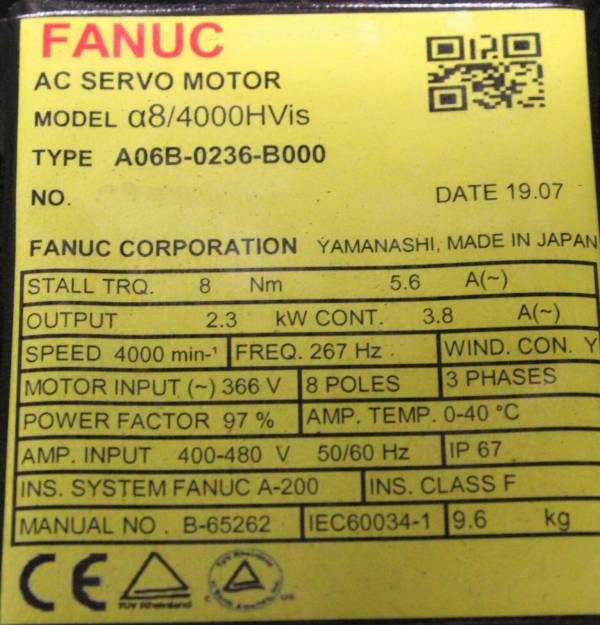 FANUC
AC SERVO MOTOR
MODEL α8/4000HVis
TYPE A06B-0236-B000
NO.
DATE 19.07
FANUC CORPORATION YAMANASHI, MADE IN JAPAN
STALL TRQ. 8 Nm 5.6 A(~)
OUTPUT 2.3 kW CONT. 3.8 A(~)
SPEED 4000 min-¹ FREQ. 267 Hz . WIND. CON. Y
MOTOR INPUT (~) 366 V 8 POLES 3 PHASES
POWER FACTOR 97 % AMP. TEMP. 0-40 °C
AMP. INPUT 400-480 V 50/60 Hz IP 67
INS. SYSTEM FANUC A-200 INS. CLASS F
MANUAL NO . B-65262 IEC60034-1 9.6 kg
CE
TÜV Rheinland